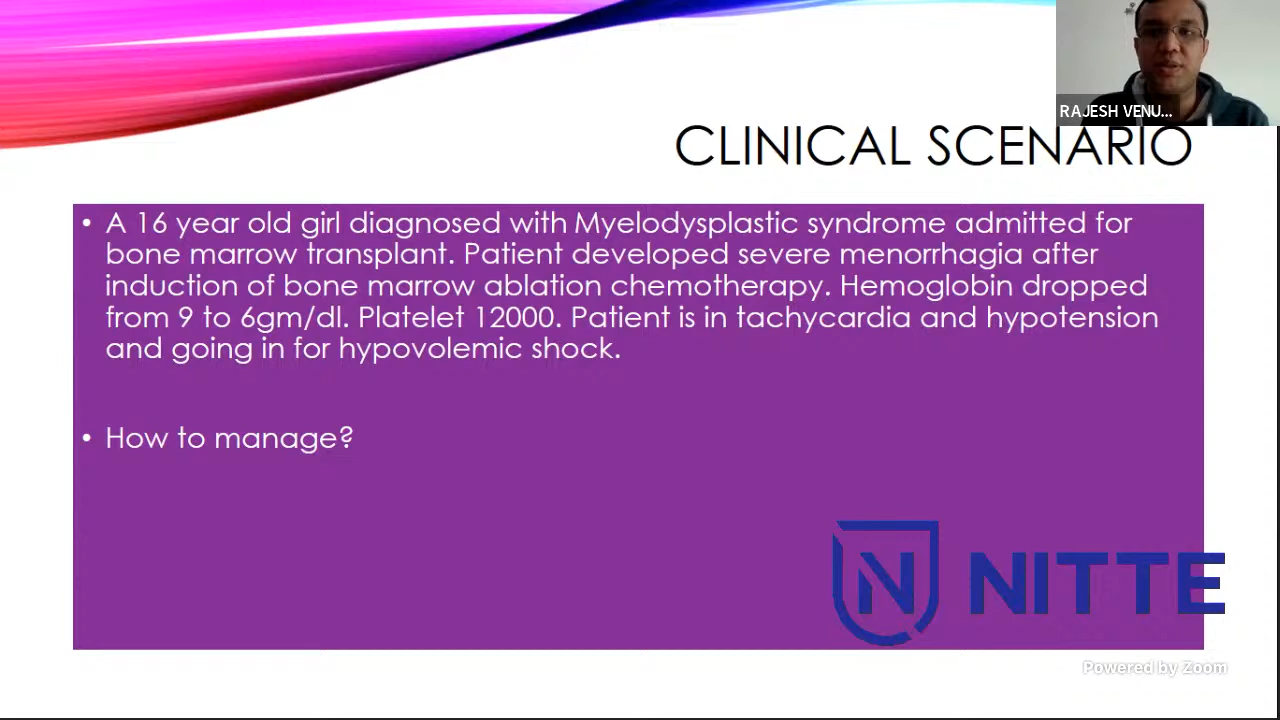 RAJESH VENU...
CLINICAL SCENARIO
• A 16 year old girl diagnosed with Myelodysplastic syndrome admitted for
bone marrow transplant. Patient developed severe menorrhagia after
induction of bone marrow ablation chemotherapy. Hemoglobin dropped
from 9 to 6gm/dl. Platelet 12000. Patient is in tachycardia and hypotension
and going in for hypovolemic shock.
• How to manage?
N NITTE
Powered by Zoom